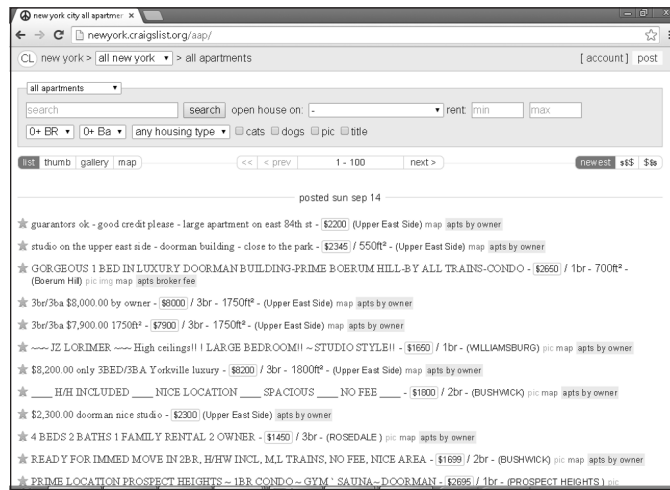 new york city all apartmer
newyork.craigslist.org/aap/
CL new york > all new york > all apartments [ account ] post
all apartments
search search open house on: - rent: min max
0+ BR 0+ Ba any housing type cats dogs pic title
list thumb gallery map << < prev 1 - 100 next > newest $$$ $$$
posted sun sep 14
guarantors ok - good credit please - large apartment on east 84th st - $2200 (Upper East Side) map apts by owner
studio on the upper east side - doorman building - close to the park - $2345 / 550ft² - (Upper East Side) map apts by owner
GORGEOUS 1 BED IN LUXURY DOORMAN BUILDING-PRIME BOERUM HILL-BY ALL TRAINS-CONDO - $2650 / 1br - 700ft² -
(Boerum Hill) pic img map apts broker fee
3br/3ba $8,000.00 by owner - $8000 / 3br - 1750ft² - (Upper East Side) map apts by owner
3br/3ba $7,900.00 1750ft² - $7900 / 3br - 1750ft² - (Upper East Side) map apts by owner
~~~ JZ LORIMER ~~~ High ceilings!! ! LARGE BEDROOM!! ~ STUDIO STYLE!! - $1650 / 1br - (WILLIAMSBURG) pic map apts by owner
$8,200.00 only 3BED/3BA Yorkville luxury - $8200 / 3br - 1800ft² - (Upper East Side) map apts by owner
____ H/H INCLUDED ____ NICE LOCATION ____ SPACIOUS ____ NO FEE ____ - $1800 / 2br - (BUSHWICK) pic map apts by owner
$2,300.00 doorman nice studio - $2300 (Upper East Side) map apts by owner
4 BEDS 2 BATHS 1 FAMILY RENTAL 2 OWNER - $1450 / 3br - (ROSEDALE ) pic map apts by owner
READY FOR IMMED MOVE IN 2BR, H/HW INCL, M,L TRAINS, NO FEE, NICE AREA - $1699 / 2br - (BUSHWICK) pic map apts by owner
PRIME LOCATION PROSPECT HEIGHTS ~ 1BR CONDO ~ GYM ' SAUNA~ DOORMAN - $2695 / 1br - (PROSPECT HEIGHTS ) pic